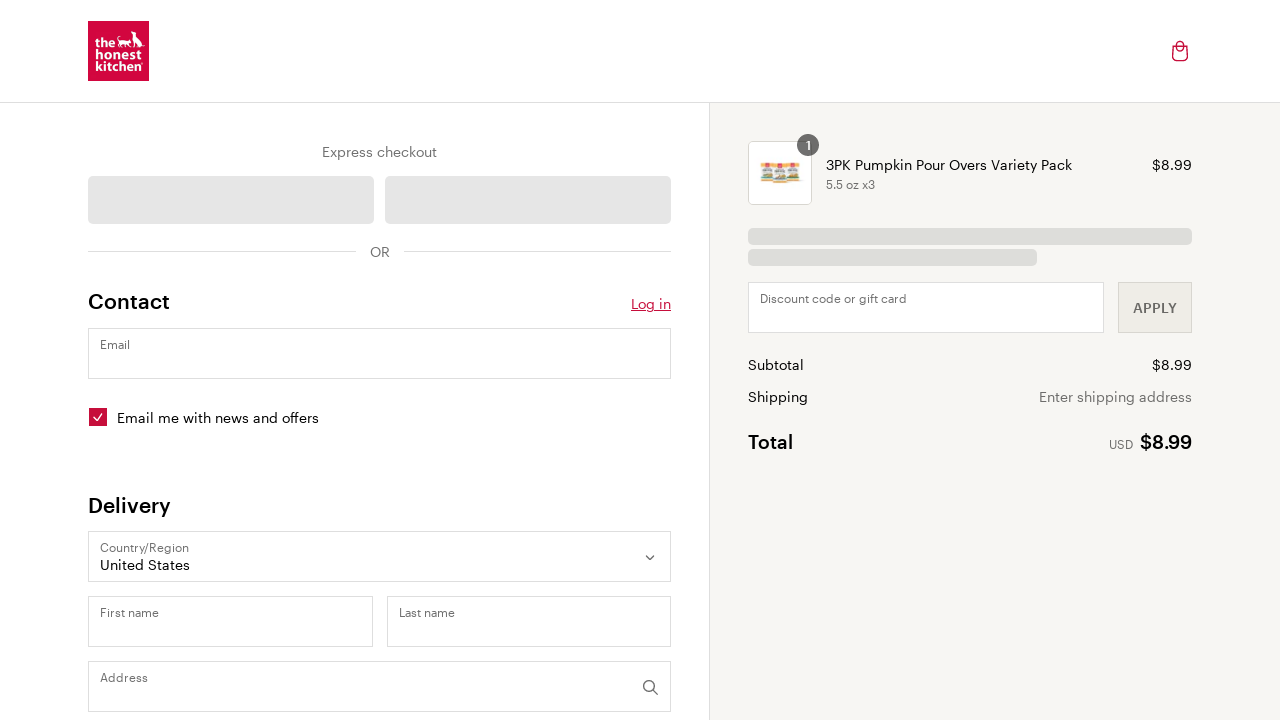 the
honest
kitchen
Express checkout
OR
Contact
Log in
Email
Email me with news and offers
Delivery
Country/Region
United States
First name
Last name
Address
1
3PK Pumpkin Pour Overs Variety Pack
$8.99
5.5 oz x3
Discount code or gift card
APPLY
Subtotal
$8.99
Shipping
Enter shipping address
Total
USD $8.99